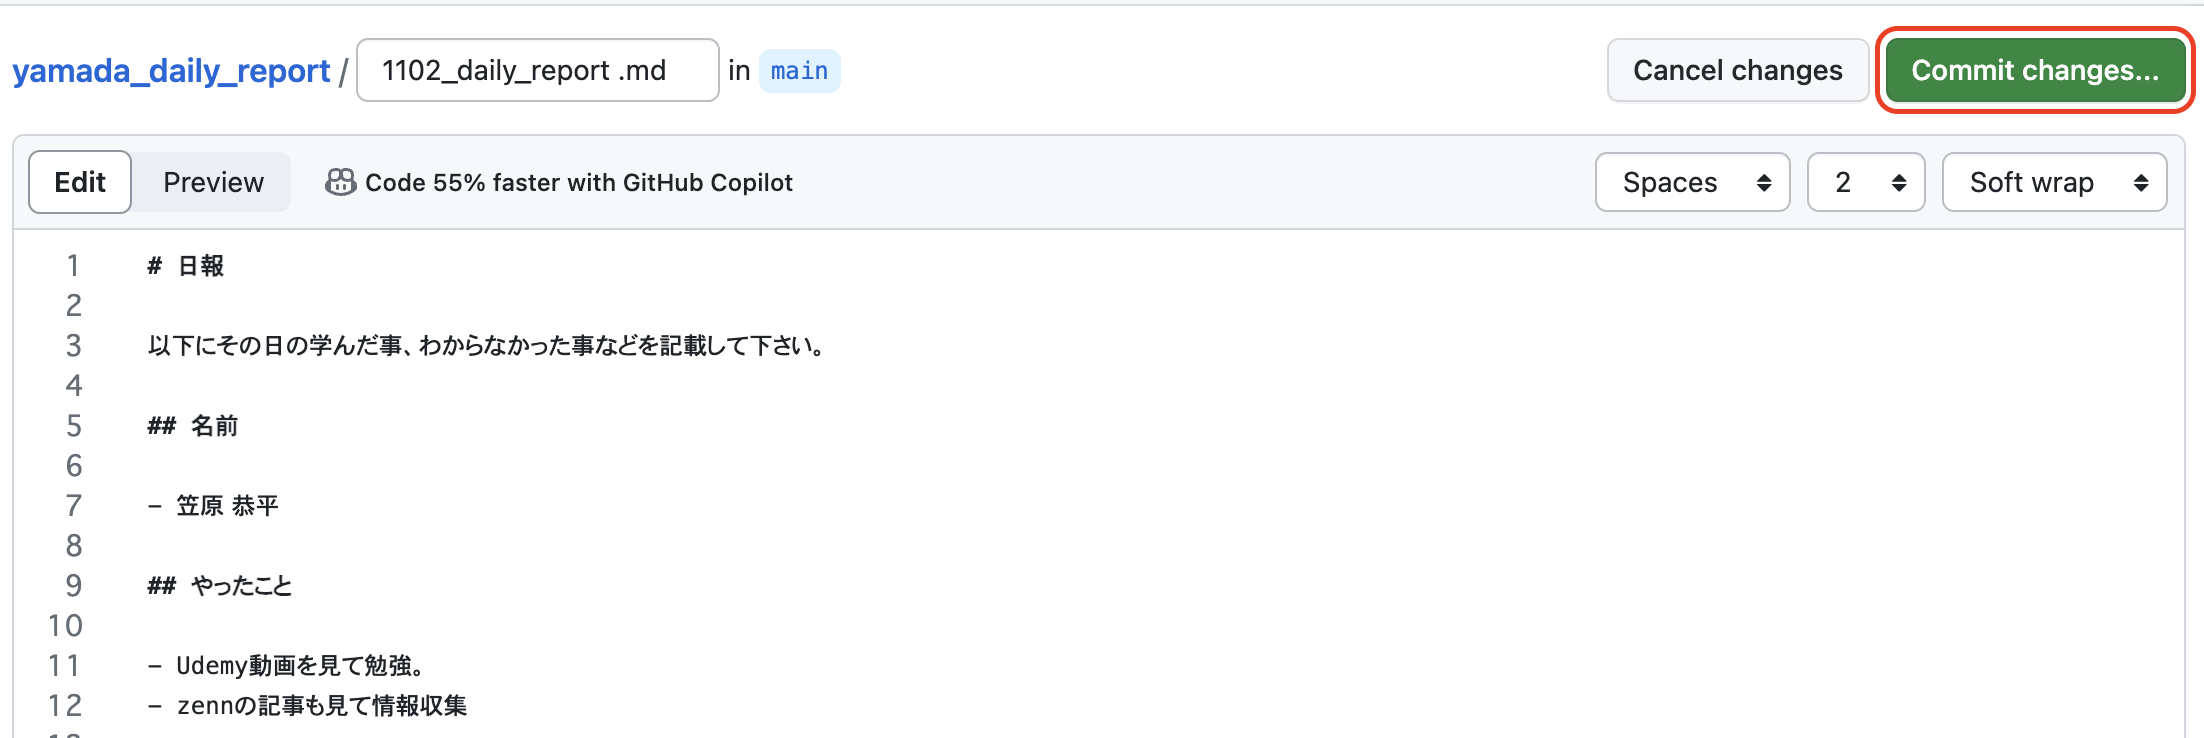 yamada_daily_report / 1102_daily_report .md in main Cancel changes Commit changes...
Edit Preview Code 55% faster with GitHub Copilot Spaces 2 Soft wrap
1 # 日報
2
3 以下にその日の学んだ事、わからなかった事などを記載して下さい。
4
5 ## 名前
6
7 - 笠原 恭平
8
9 ## やったこと
10
11 - Udemy動画を見て勉強。
12 - zennの記事も見て情報収集